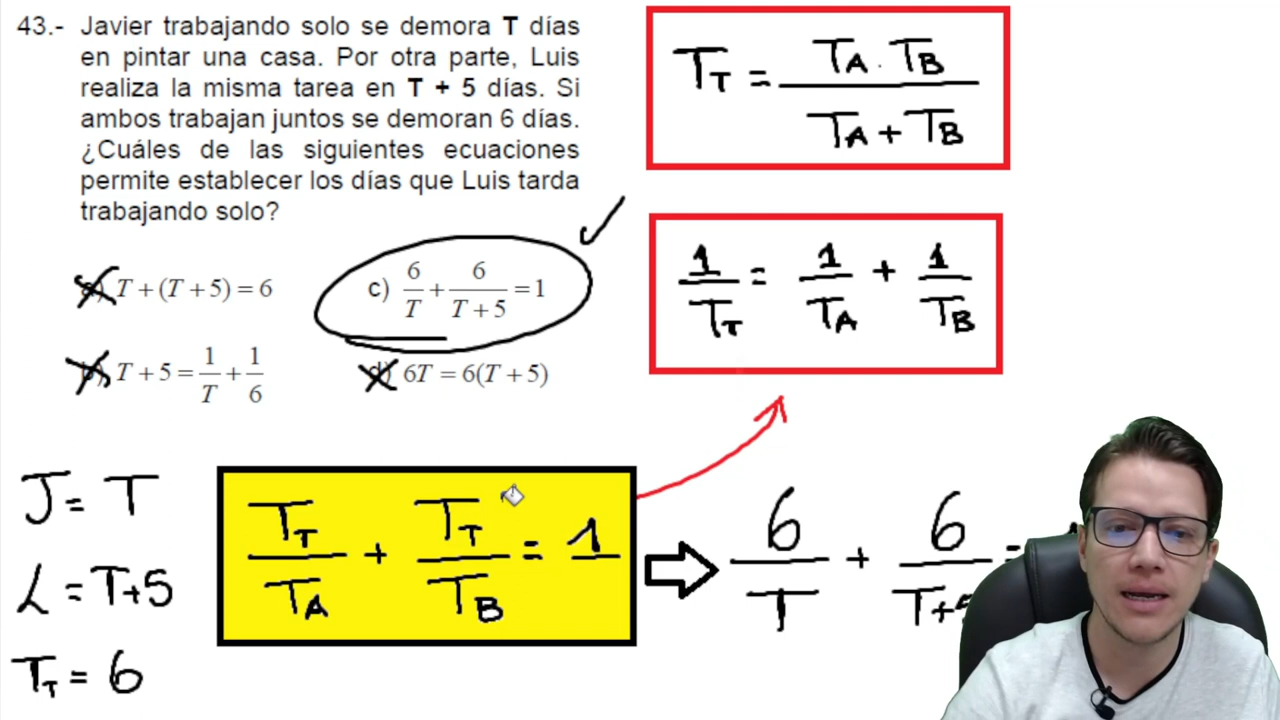 43.- Javier trabajando solo se demora T días
en pintar una casa. Por otra parte, Luis
realiza la misma tarea en T + 5 días. Si
ambos trabajan juntos se demoran 6 días.
¿Cuáles de las siguientes ecuaciones
permite establecer los días que Luis tarda
trabajando solo?
T + (T + 5) = 6
c) 6/T + 6/(T + 5) = 1
T + 5 = 1/T + 1/6
6T = 6(T + 5)
T_T = (T_A . T_B)/(T_A + T_B)
1/T_T = 1/T_A + 1/T_B
J = T
L = T+5
T_T = 6
T_T/T_A + T_T/T_B = 1
6/T + 6/(T+5 =